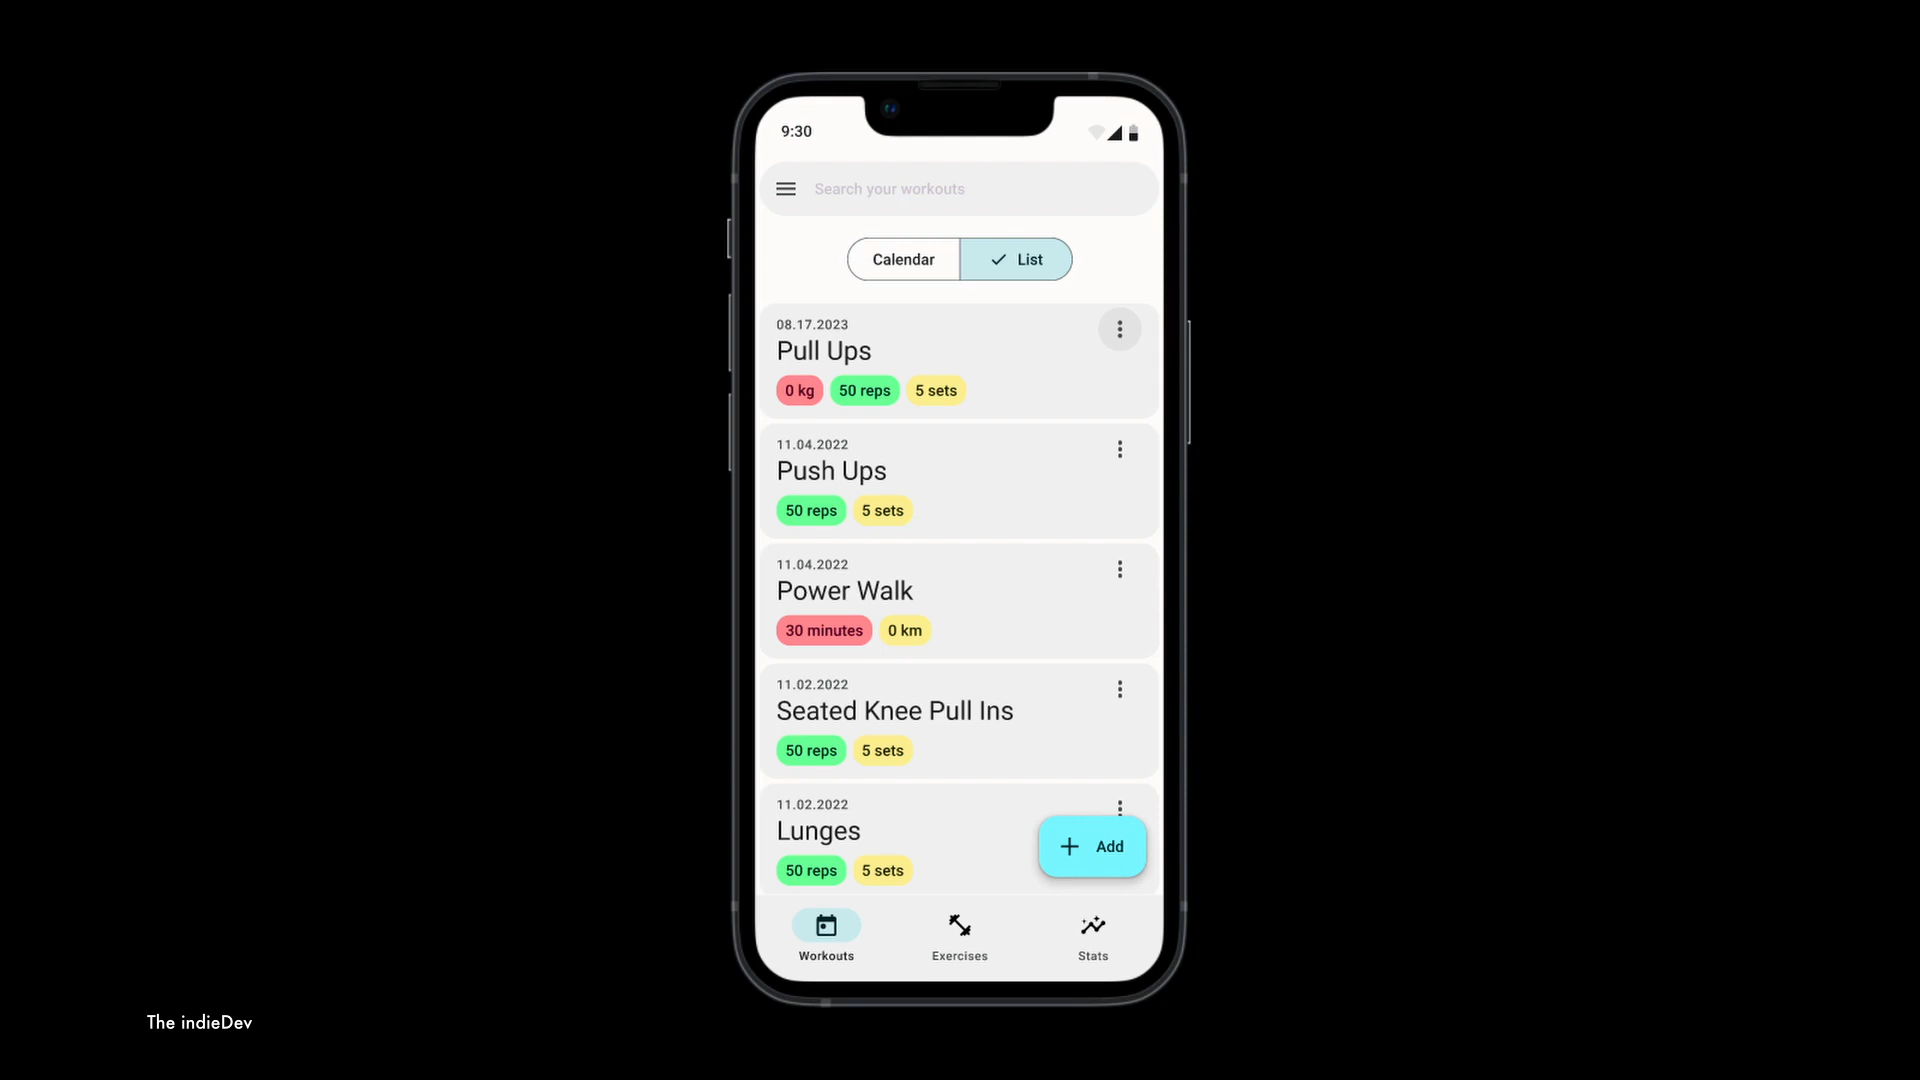 9:30
Search your workouts
Calendar
List
08.17.2023
Pull Ups
0 kg 50 reps 5 sets
11.04.2022
Push Ups
50 reps 5 sets
11.04.2022
Power Walk
30 minutes 0 km
11.02.2022
Seated Knee Pull Ins
50 reps 5 sets
11.02.2022
Lunges
50 reps 5 sets
Add
Workouts
Exercises
Stats
The indieDev